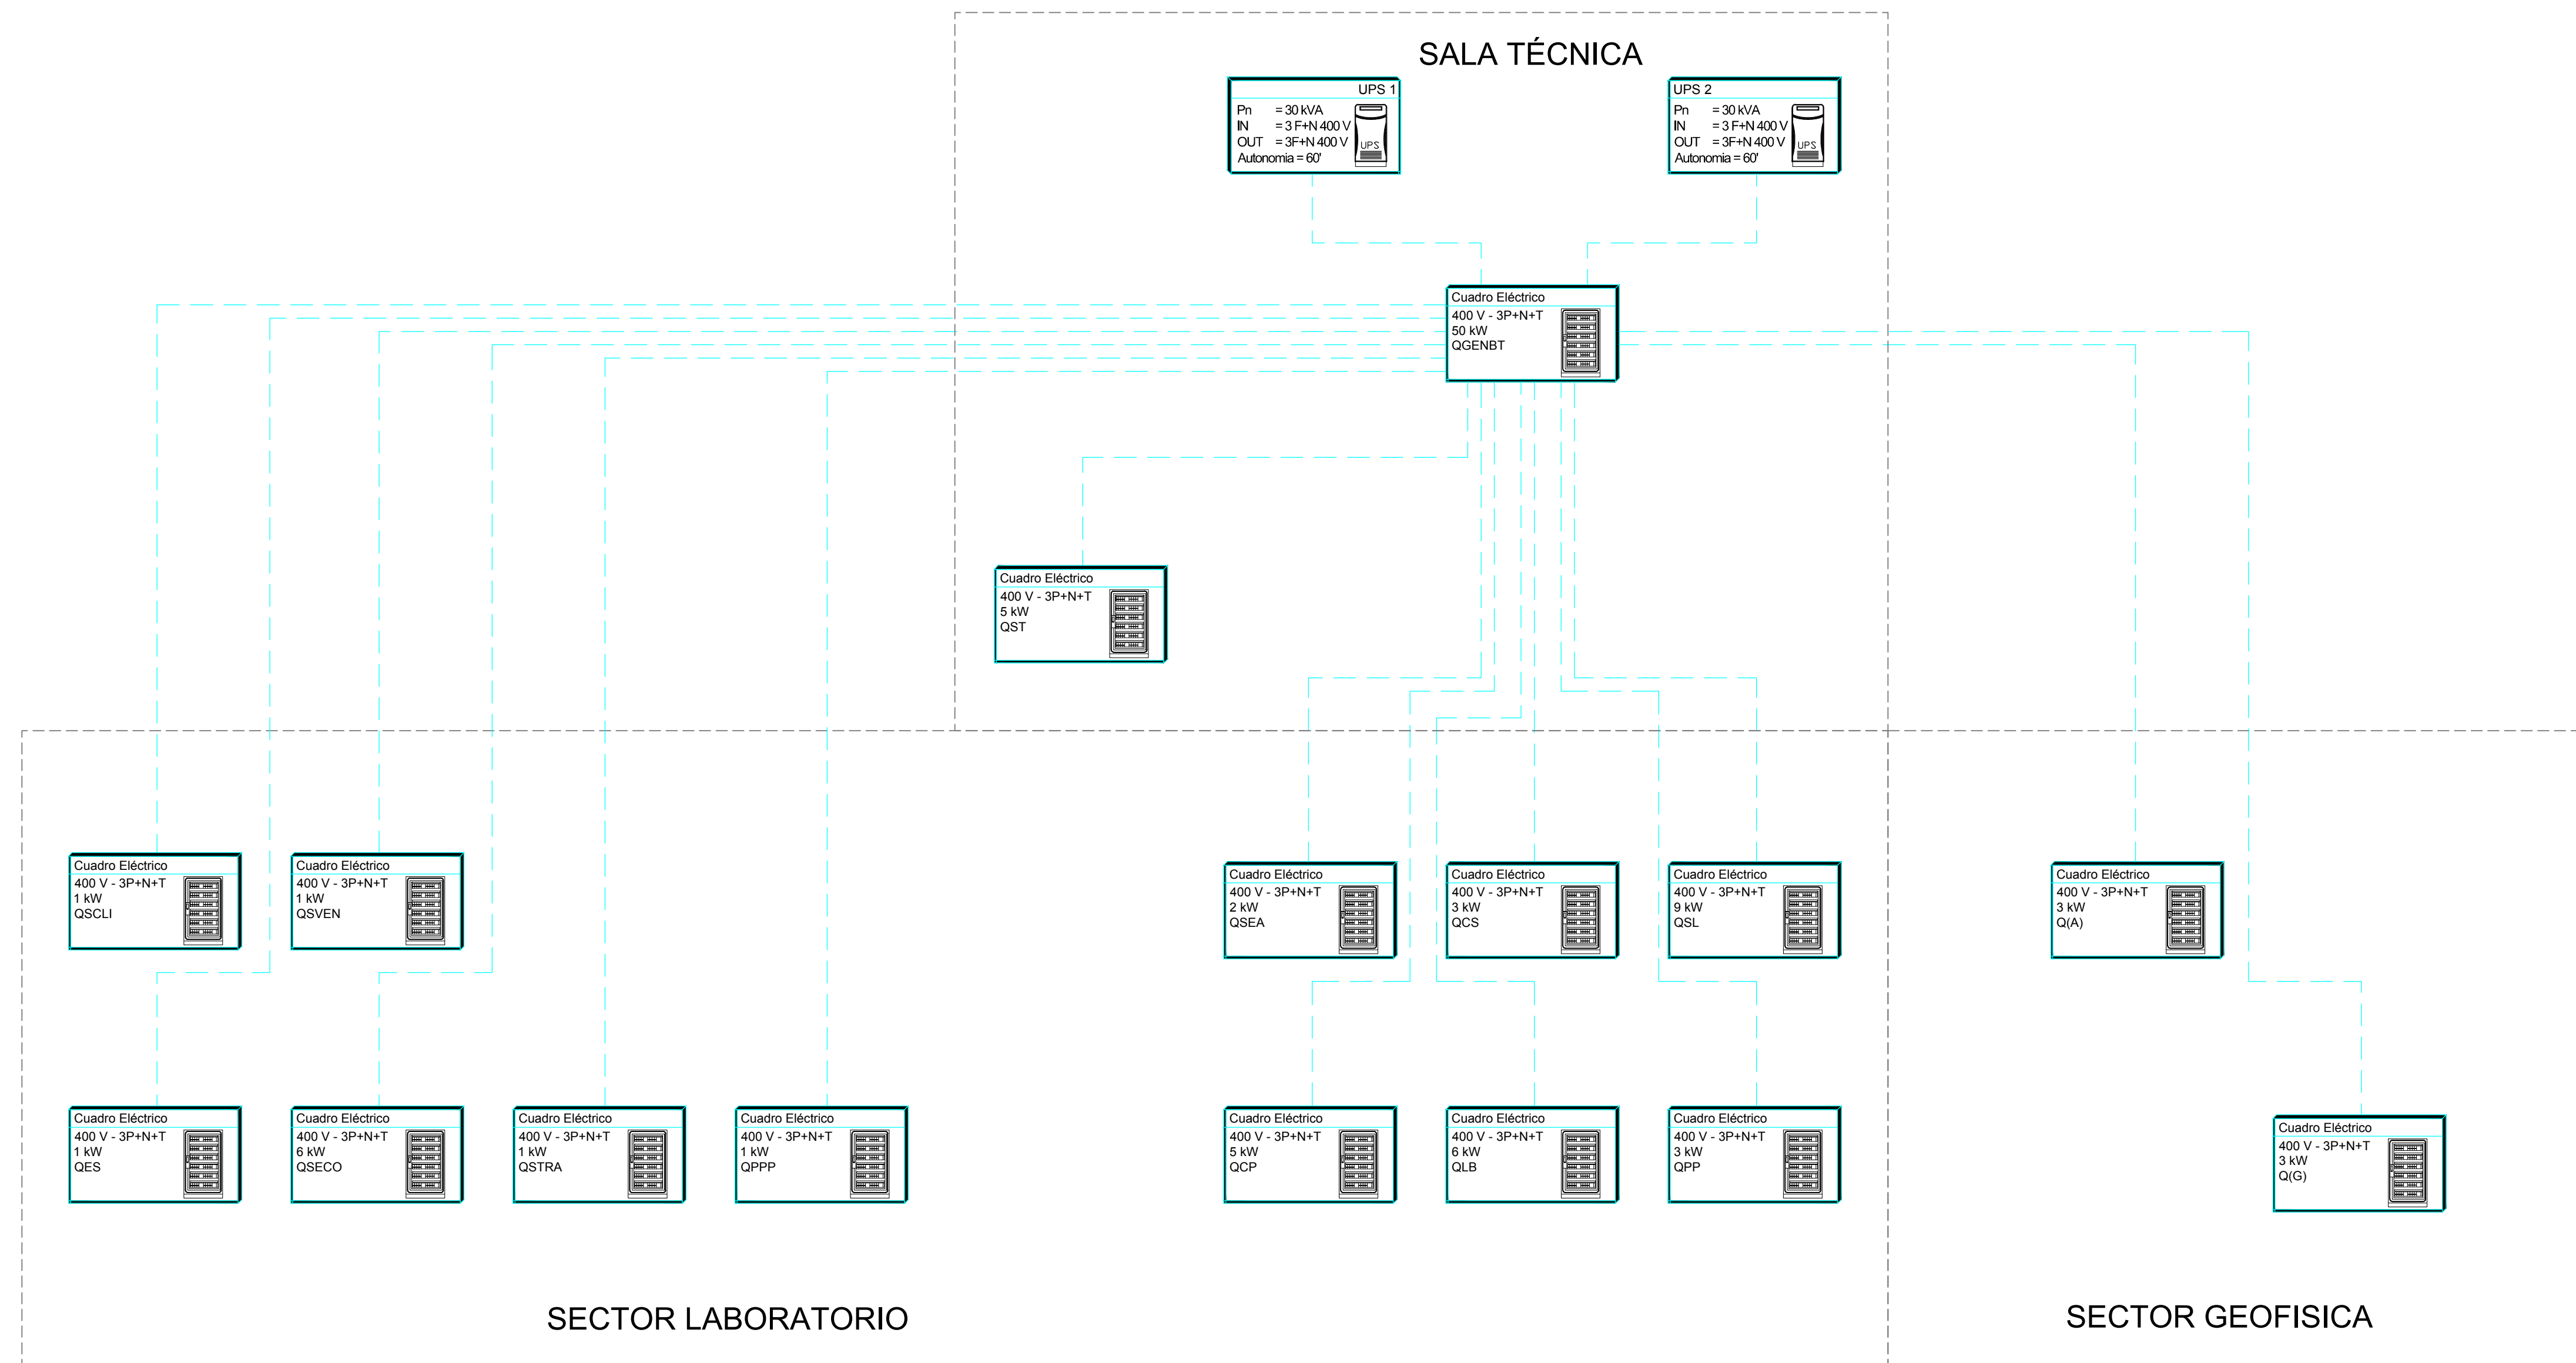 SALA TÉCNICA
UPS 1
Pn = 30 kVA
IN = 3 F+N 400 V
OUT = 3F+N 400 V
Autonomia = 60'
UPS
UPS 2
Pn = 30 kVA
IN = 3 F+N 400 V
OUT = 3F+N 400 V
Autonomia = 60'
UPS
Cuadro Eléctrico
400 V - 3P+N+T
50 kW
QGENBT
Cuadro Eléctrico
400 V - 3P+N+T
5 kW
QST
Cuadro Eléctrico
400 V - 3P+N+T
1 kW
QSCLI
Cuadro Eléctrico
400 V - 3P+N+T
1 kW
QSVEN
Cuadro Eléctrico
400 V - 3P+N+T
2 kW
QSEA
Cuadro Eléctrico
400 V - 3P+N+T
3 kW
QCS
Cuadro Eléctrico
400 V - 3P+N+T
9 kW
QSL
Cuadro Eléctrico
400 V - 3P+N+T
3 kW
Q(A)
Cuadro Eléctrico
400 V - 3P+N+T
1 kW
QES
Cuadro Eléctrico
400 V - 3P+N+T
6 kW
QSECO
Cuadro Eléctrico
400 V - 3P+N+T
1 kW
QSTRA
Cuadro Eléctrico
400 V - 3P+N+T
1 kW
QPPP
Cuadro Eléctrico
400 V - 3P+N+T
5 kW
QCP
Cuadro Eléctrico
400 V - 3P+N+T
6 kW
QLB
Cuadro Eléctrico
400 V - 3P+N+T
3 kW
QPP
Cuadro Eléctrico
400 V - 3P+N+T
3 kW
Q(G)
SECTOR LABORATORIO
SECTOR GEOFISICA